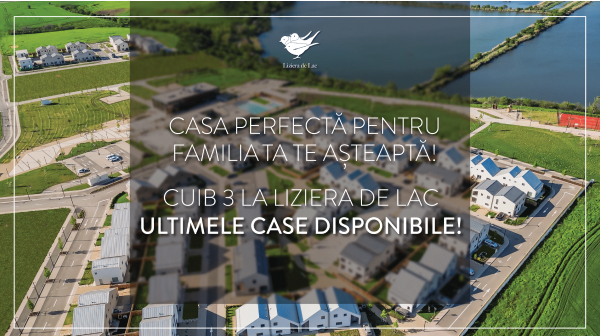 Liziera de Lac
CASA PERFECTĂ PENTRU
FAMILIA TA TE AȘTEAPTĂ!
CUIB 3 LA LIZIERA DE LAC
ULTIMELE CASE DISPONIBILE!